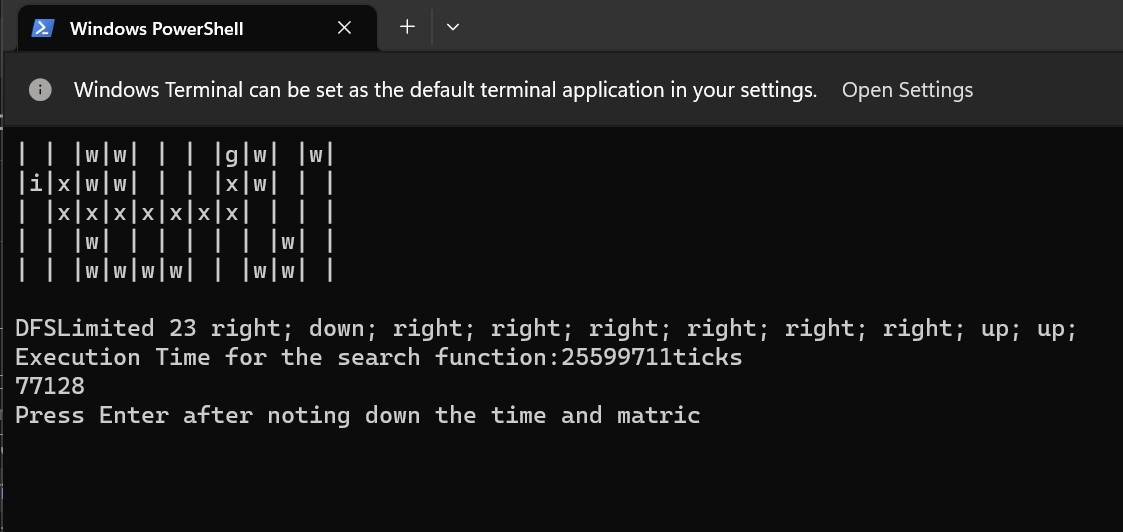 Windows PowerShell
Windows Terminal can be set as the default terminal application in your settings. Open Settings
| | |w|w| | | |g|w| |w|
|i|x|w|w| | | |x|w| | |
| |x|x|x|x|x|x|x| | | |
| | |w| | | | | | |w| |
| | |w|w|w|w| | |w|w| |
DFSLimited 23 right; down; right; right; right; right; right; right; up; up;
Execution Time for the search function:25599711ticks
77128
Press Enter after noting down the time and matric